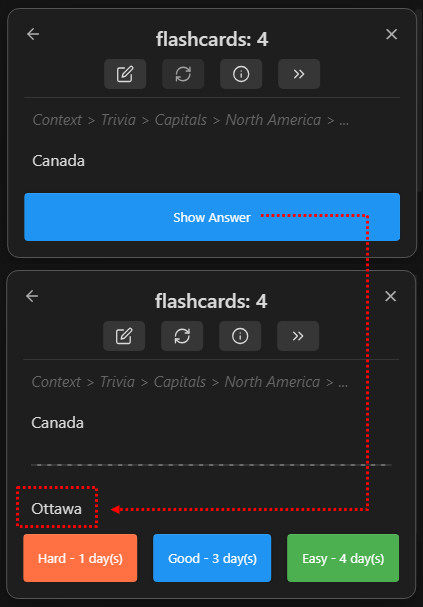 flashcards: 4
Context > Trivia > Capitals > North America > ...
Canada
Show Answer
flashcards: 4
Context > Trivia > Capitals > North America > ...
Canada
Ottawa
Hard - 1 day(s)
Good - 3 day(s)
Easy - 4 day(s)